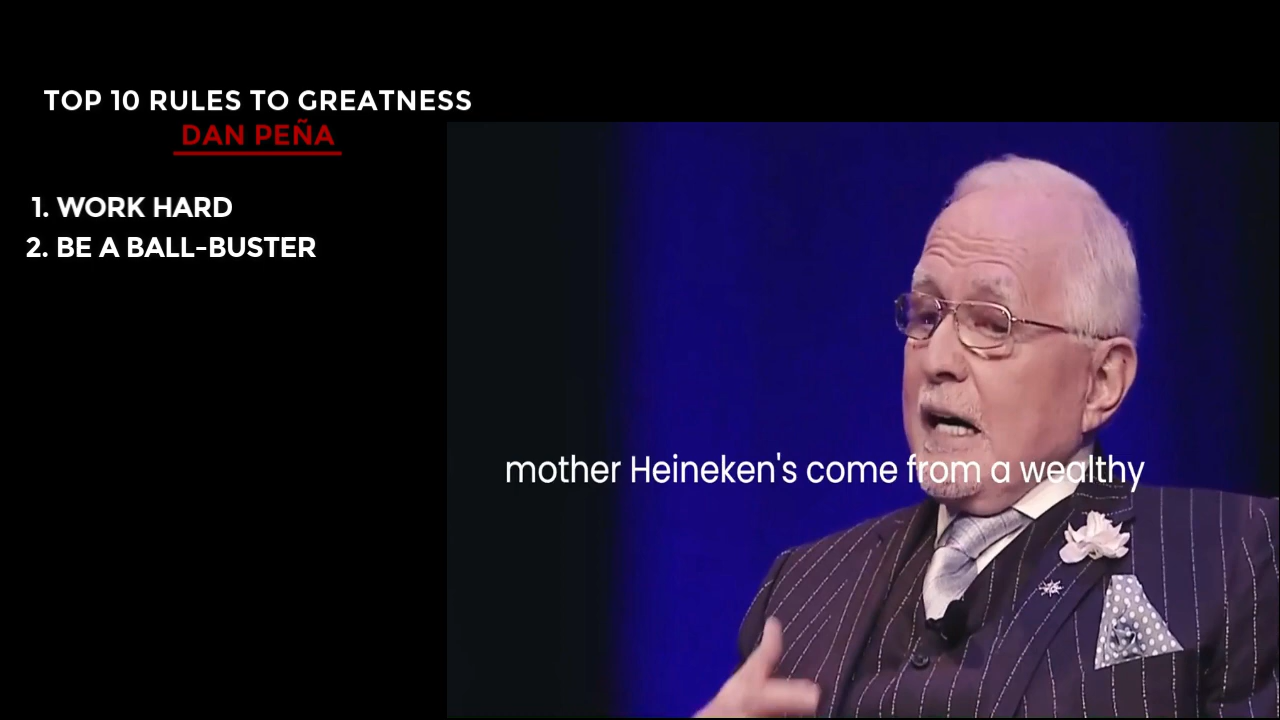 TOP 10 RULES TO GREATNESS
DAN PEÑA
1. WORK HARD
2. BE A BALL-BUSTER
mother Heineken's come from a wealthy